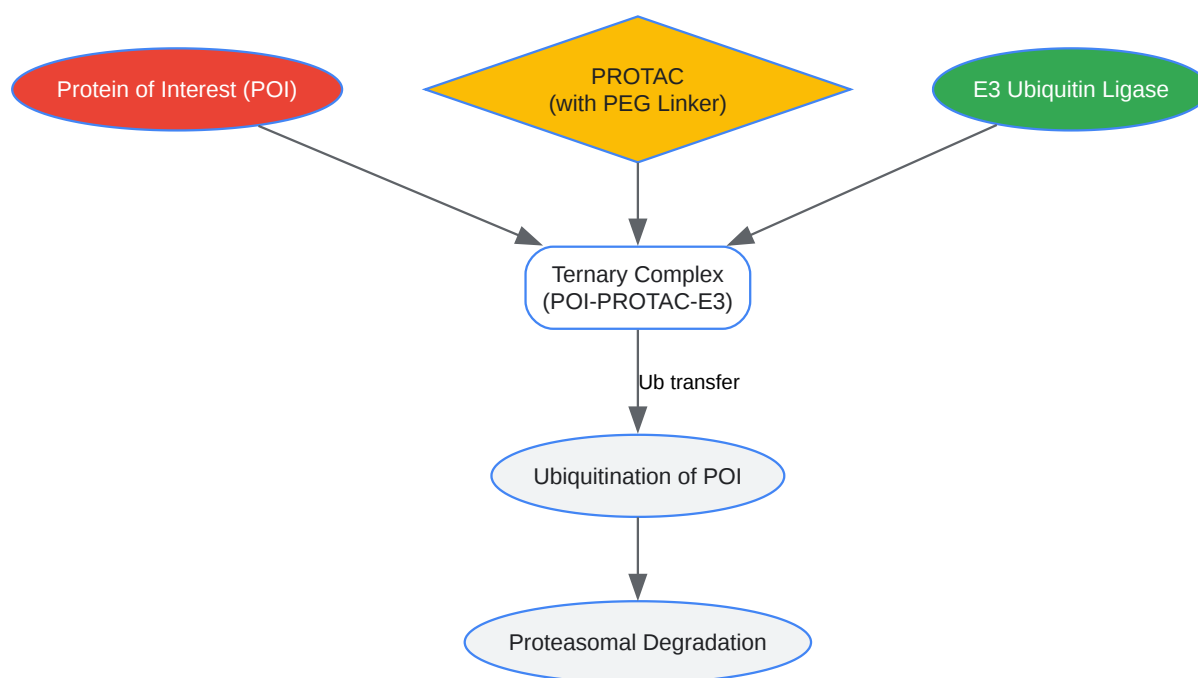 Protein of Interest (POI)
PROTAC
(with PEG Linker)
E3 Ubiquitin Ligase
Ternary Complex
(POI-PROTAC-E3)
Ub transfer
Ubiquitination of POI
Proteasomal Degradation